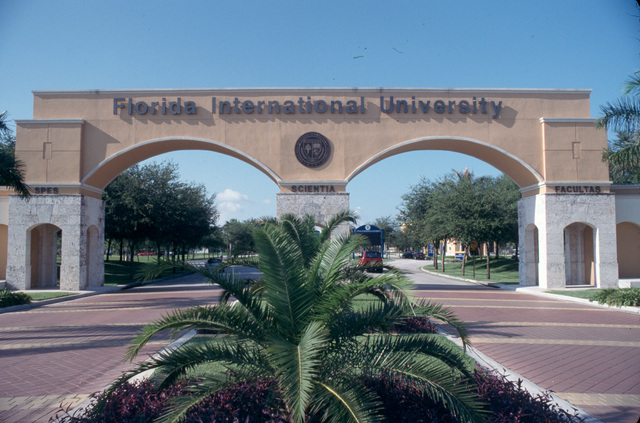 Florida International University
SPES
SCIENTIA
FACULTAS